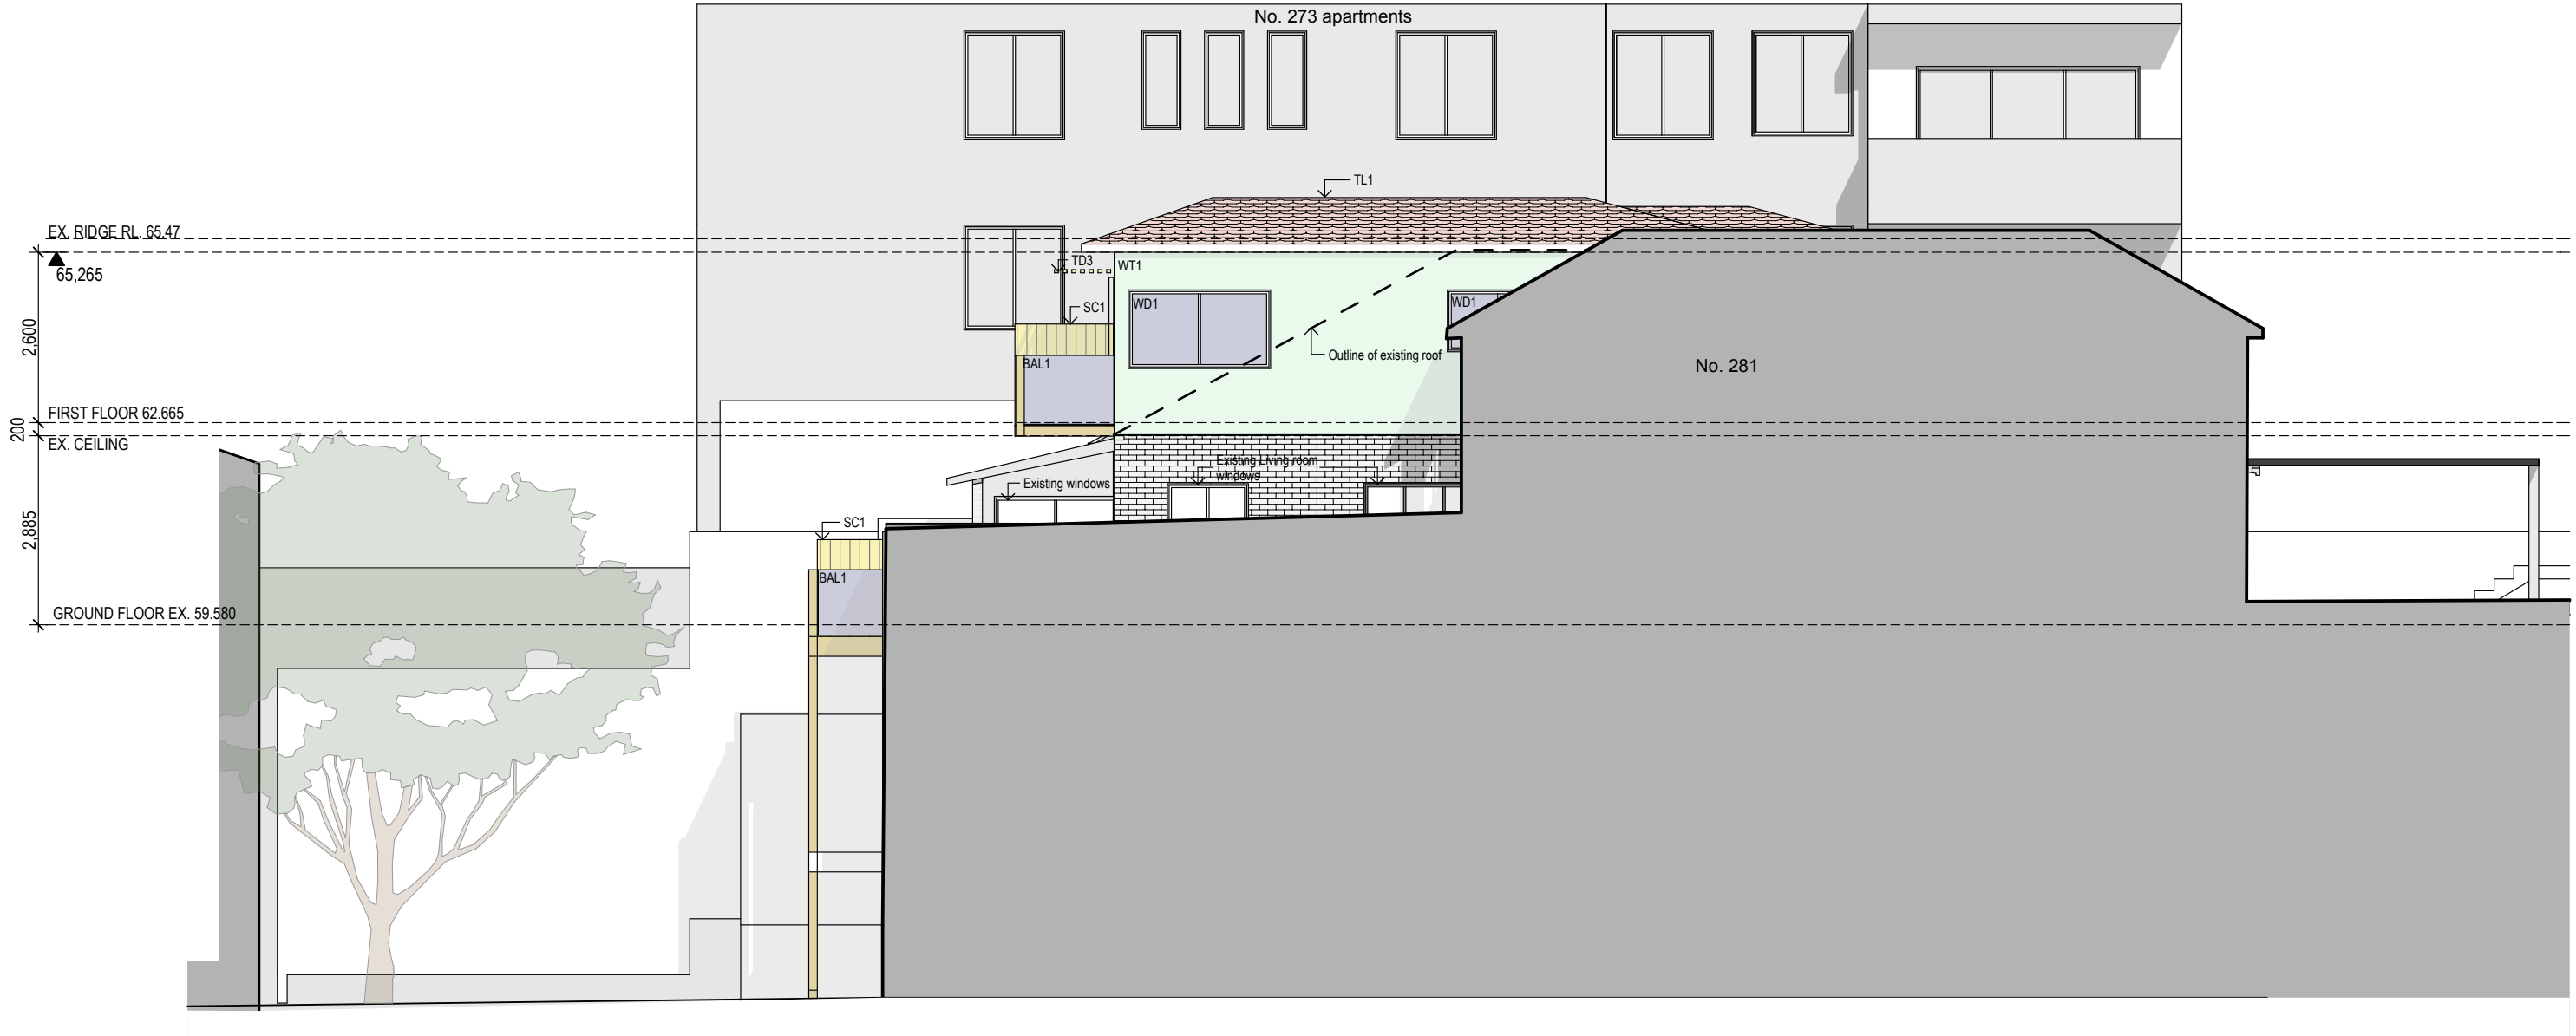 No. 273 apartments
TL1
EX. RIDGE RL. 65.47
65,265
TD3
WT1
SC1
WD1
WD1
2,600
Outline of existing roof
BAL1
No. 281
FIRST FLOOR 62.665
200
EX. CEILING
Existing Living room
windows
Existing windows
2,885
SC1
BAL1
GROUND FLOOR EX. 59.580